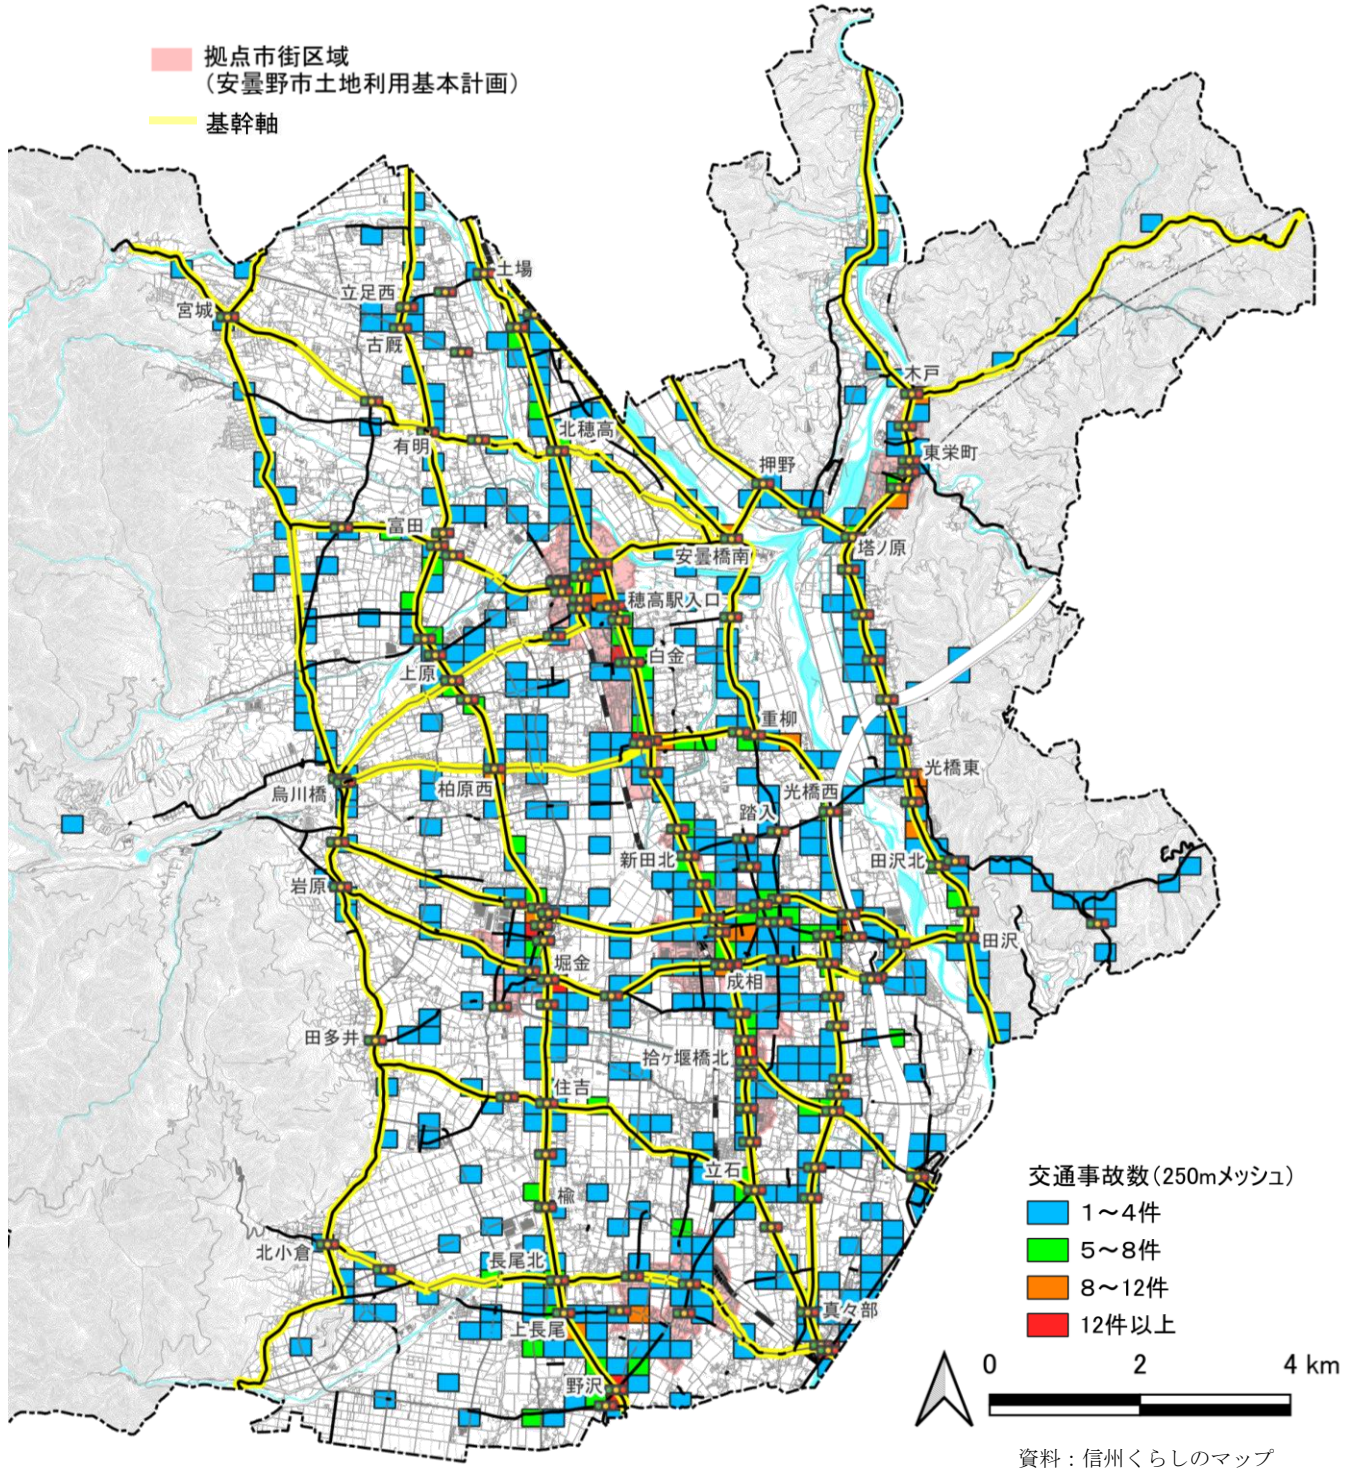 拠点市街区域
（安曇野市土地利用基本計画）
基幹軸
土場
立足西
宮城
古厩
木戸
北穂高
有明
東栄町
押野
富田
安曇橋南
塔ノ原
穂高駅入口
白金
上原
重柳
光橋東
烏川橋
柏原西
光橋西
踏入
新田北
田沢北
岩原
田沢
堀金
成相
田多井
拾ヶ堰橋北
住吉
立石
楡
北小倉
長尾北
上長尾
真々部
野沢
交通事故数（250mメッシュ）
1～4件
5～8件
8～12件
12件以上
0 2 4 km
資料：信州くらしのマップ